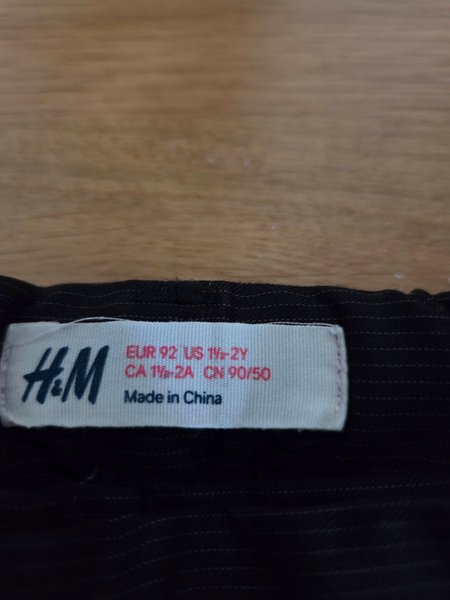 H&M
EUR 92 US 1½-2Y
CA 1½-2A CN 90/50
Made in China